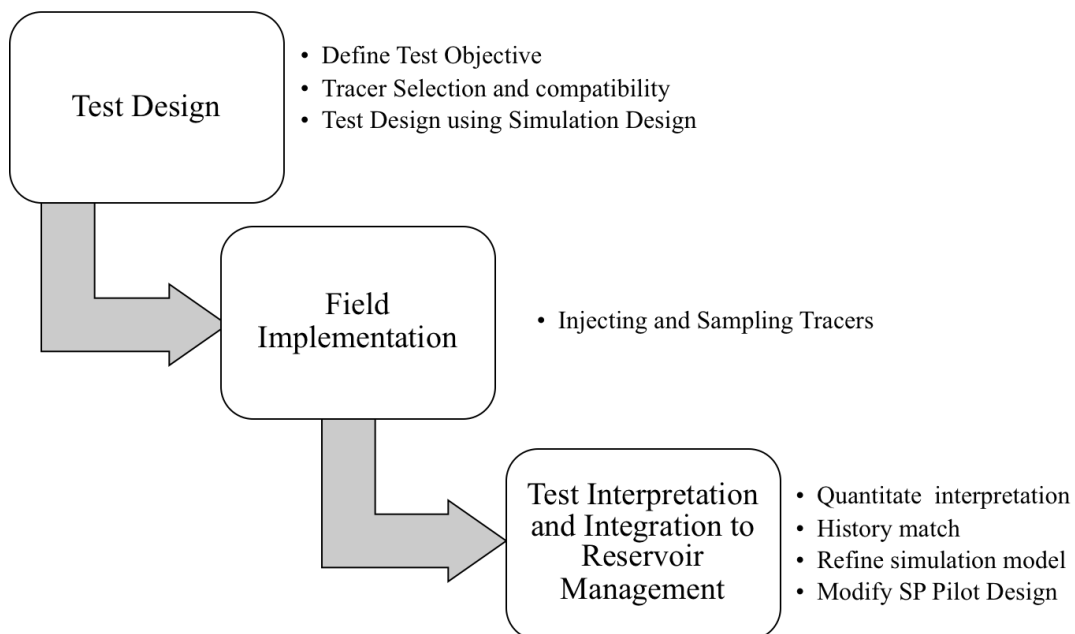 Test Design
• Define Test Objective
• Tracer Selection and compatibility
• Test Design using Simulation Design
Field
Implementation
• Injecting and Sampling Tracers
Test Interpretation
and Integration to
Reservoir
Management
• Quantitate interpretation
• History match
• Refine simulation model
• Modify SP Pilot Design